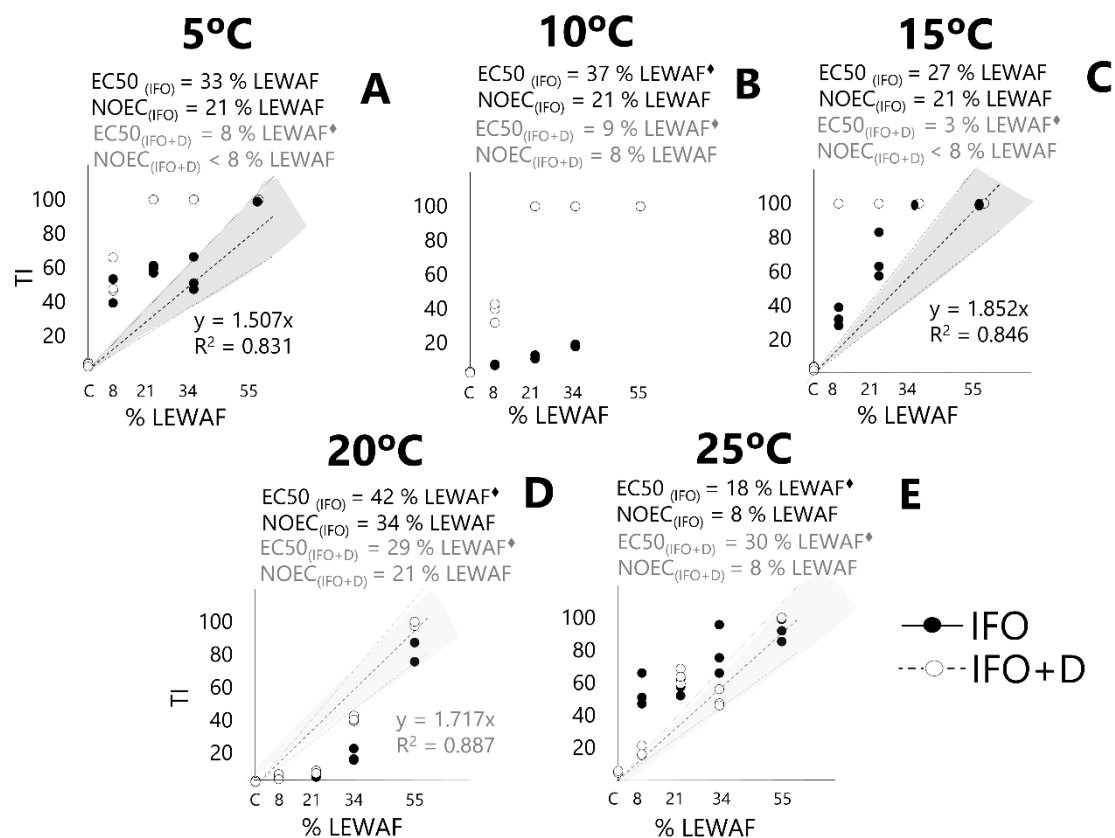 5ºC
EC50 (IFO) = 33 % LEWAF
NOEC(IFO) = 21 % LEWAF
EC50(IFO+D) = 8 % LEWAF♦
NOEC(IFO+D) < 8 % LEWAF
A
100
80
60
40
20
TI
y = 1.507x
R² = 0.831
C 8 21 34 55
% LEWAF
10ºC
EC50 (IFO) = 37 % LEWAF♦
NOEC(IFO) = 21 % LEWAF
EC50(IFO+D) = 9 % LEWAF♦
NOEC(IFO+D) = 8 % LEWAF
B
100
80
60
40
20
C 8 21 34 55
% LEWAF
15ºC
EC50 (IFO) = 27 % LEWAF
NOEC(IFO) = 21 % LEWAF
EC50(IFO+D) = 3 % LEWAF♦
NOEC(IFO+D) < 8 % LEWAF
C
100
80
60
40
20
y = 1.852x
R² = 0.846
C 8 21 34 55
% LEWAF
20ºC
EC50 (IFO) = 42 % LEWAF♦
NOEC(IFO) = 34 % LEWAF
EC50(IFO+D) = 29 % LEWAF♦
NOEC(IFO+D) = 21 % LEWAF
D
100
80
60
40
20
TI
y = 1.717x
R² = 0.887
C 8 21 34 55
% LEWAF
25ºC
EC50 (IFO) = 18 % LEWAF♦
NOEC(IFO) = 8 % LEWAF
EC50(IFO+D) = 30 % LEWAF♦
NOEC(IFO+D) = 8 % LEWAF
E
100
80
60
40
20
C 8 21 34 55
% LEWAF
IFO
IFO+D